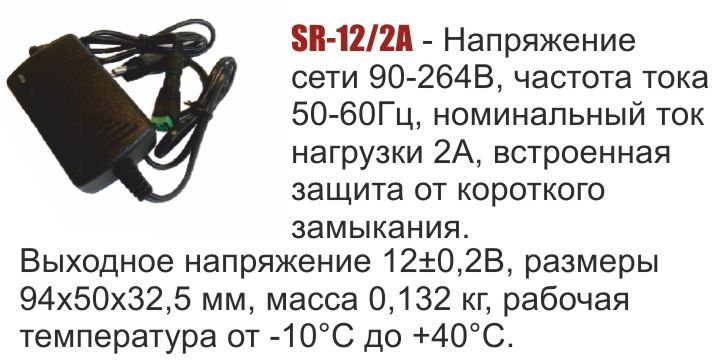 SR-12/2A - Напряжение
сети 90-264В, частота тока
50-60Гц, номинальный ток
нагрузки 2А, встроенная
защита от короткого
замыкания.
Выходное напряжение 12±0,2В, размеры
94х50х32,5 мм, масса 0,132 кг, рабочая
температура от -10°С до +40°С.